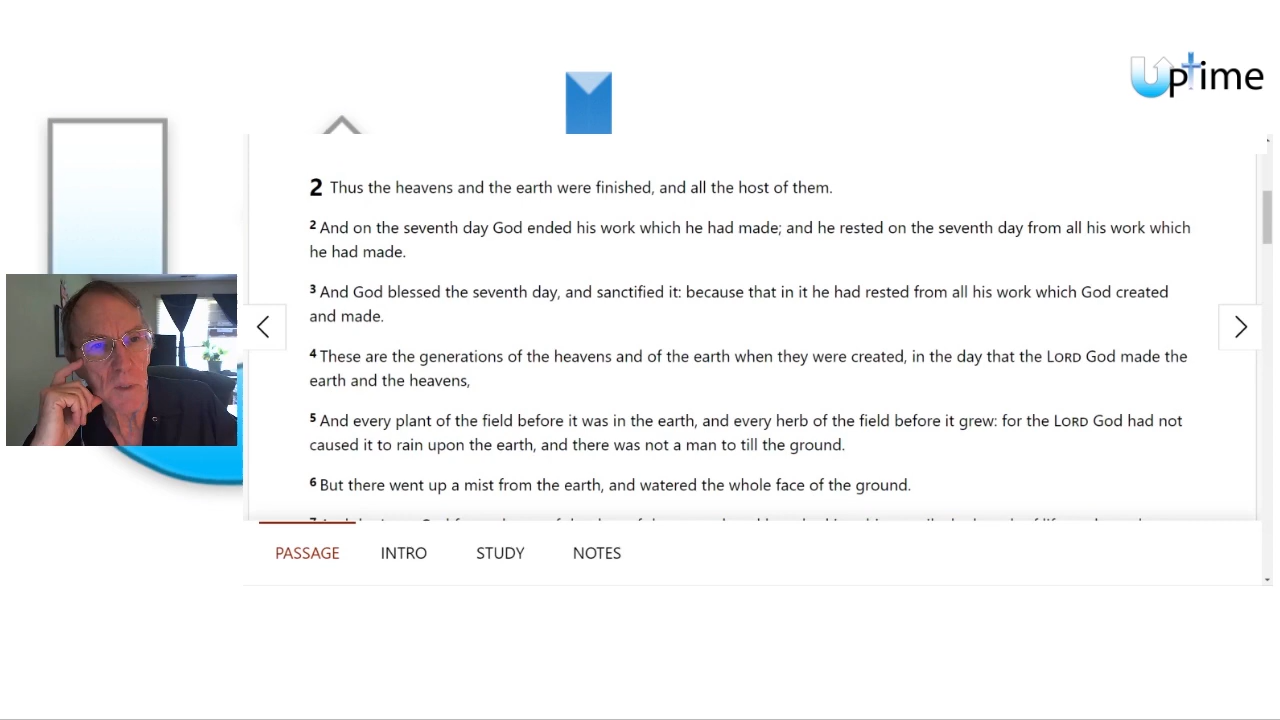 Uptime
2 Thus the heavens and the earth were finished, and all the host of them.
2 And on the seventh day God ended his work which he had made; and he rested on the seventh day from all his work which
he had made.
3 And God blessed the seventh day, and sanctified it: because that in it he had rested from all his work which God created
and made.
4 These are the generations of the heavens and of the earth when they were created, in the day that the LORD God made the
earth and the heavens,
5 And every plant of the field before it was in the earth, and every herb of the field before it grew: for the LORD God had not
caused it to rain upon the earth, and there was not a man to till the ground.
6 But there went up a mist from the earth, and watered the whole face of the ground.
PASSAGE INTRO STUDY NOTES